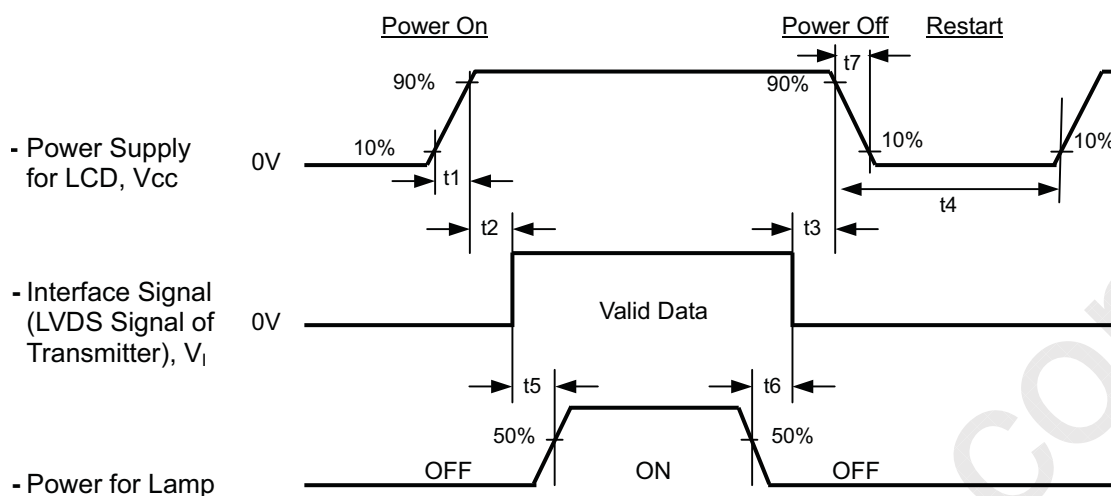 Power On
Power Off
Restart
90%
90%
t7
- Power Supply
for LCD, Vcc
0V
10%
10%
10%
t1
t4
t2
t3
- Interface Signal
(LVDS Signal of
Transmitter), VI
0V
Valid Data
t5
t6
50%
50%
- Power for Lamp
OFF
ON
OFF
con